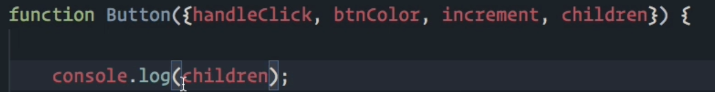 function Button({handleClick, btnColor, increment, children}) {
console.log(children);